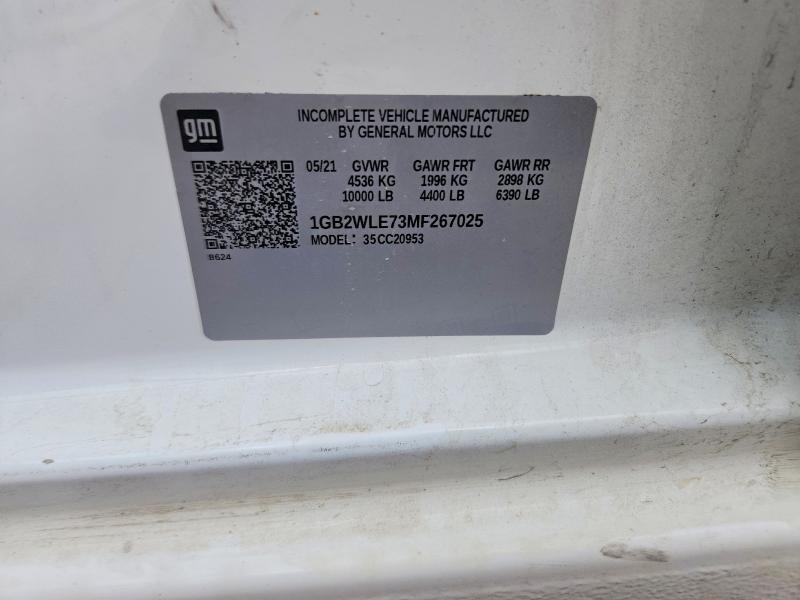 gm
INCOMPLETE VEHICLE MANUFACTURED
BY GENERAL MOTORS LLC
05/21 GVWR GAWR FRT GAWR RR
4536 KG 1996 KG 2898 KG
10000 LB 4400 LB 6390 LB
1GB2WLE73MF267025
MODEL: 35CC20953
B624